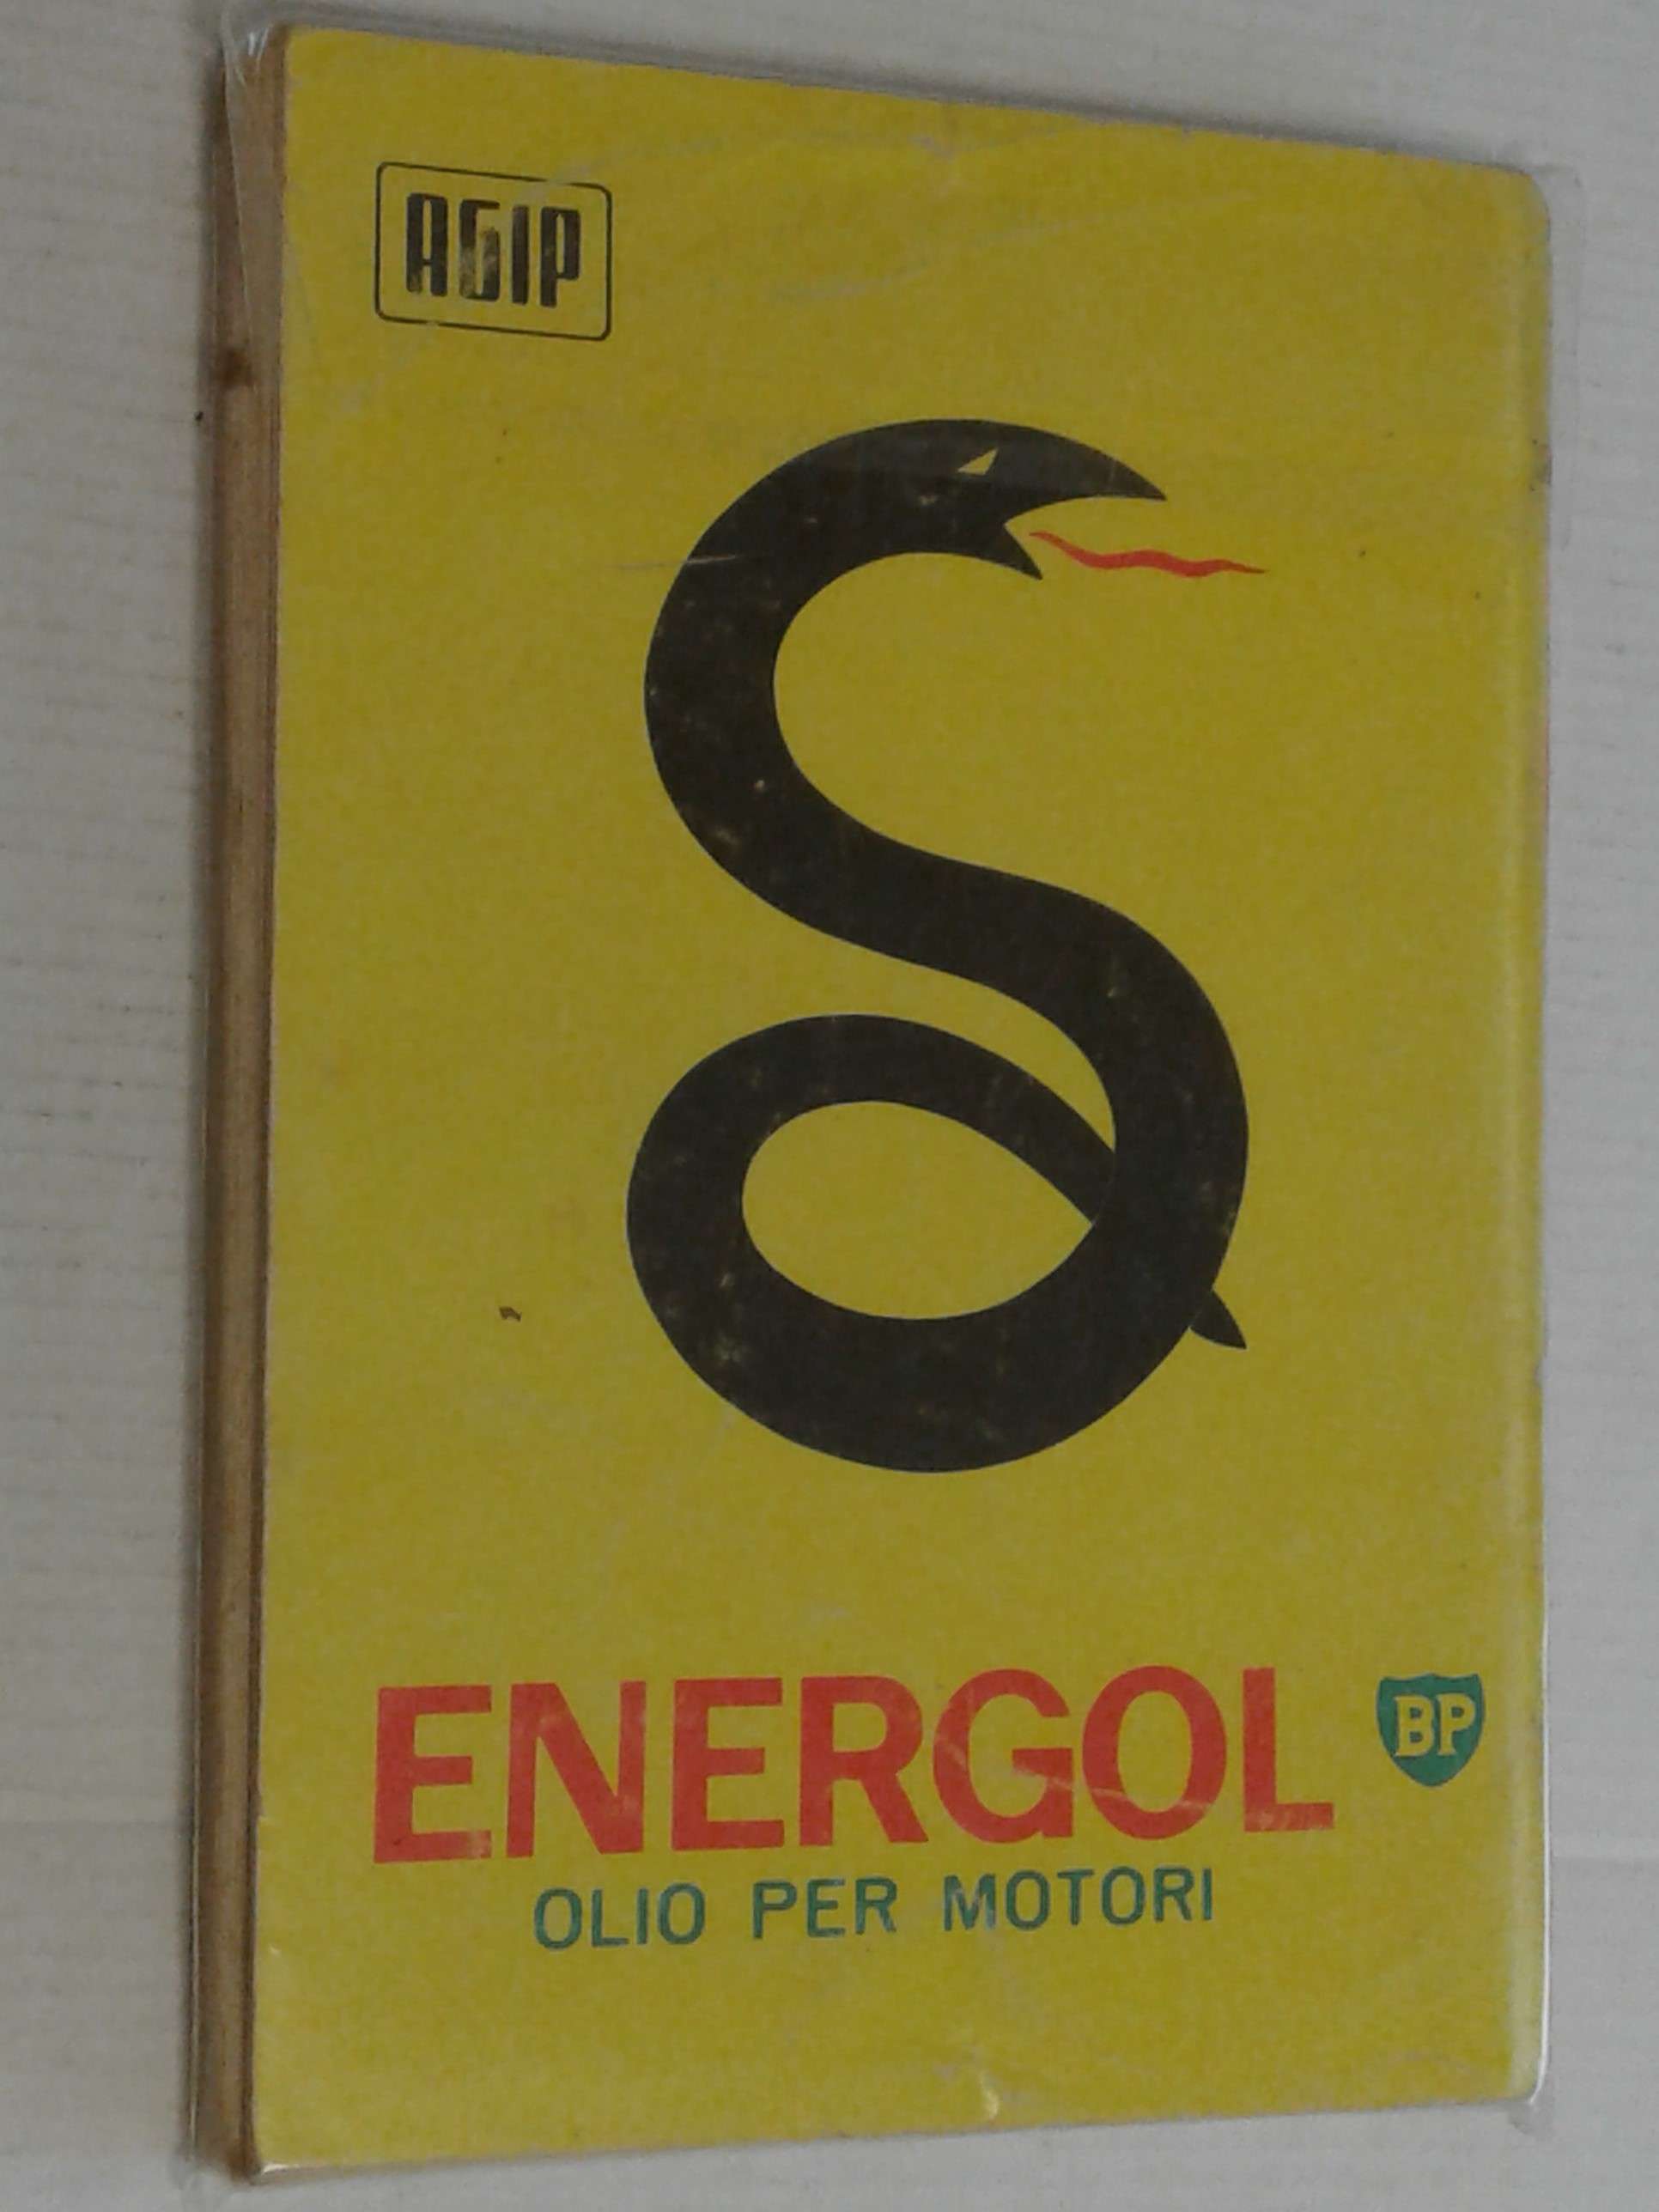 AGIP
ENERGOL
BP
OLIO PER MOTORI